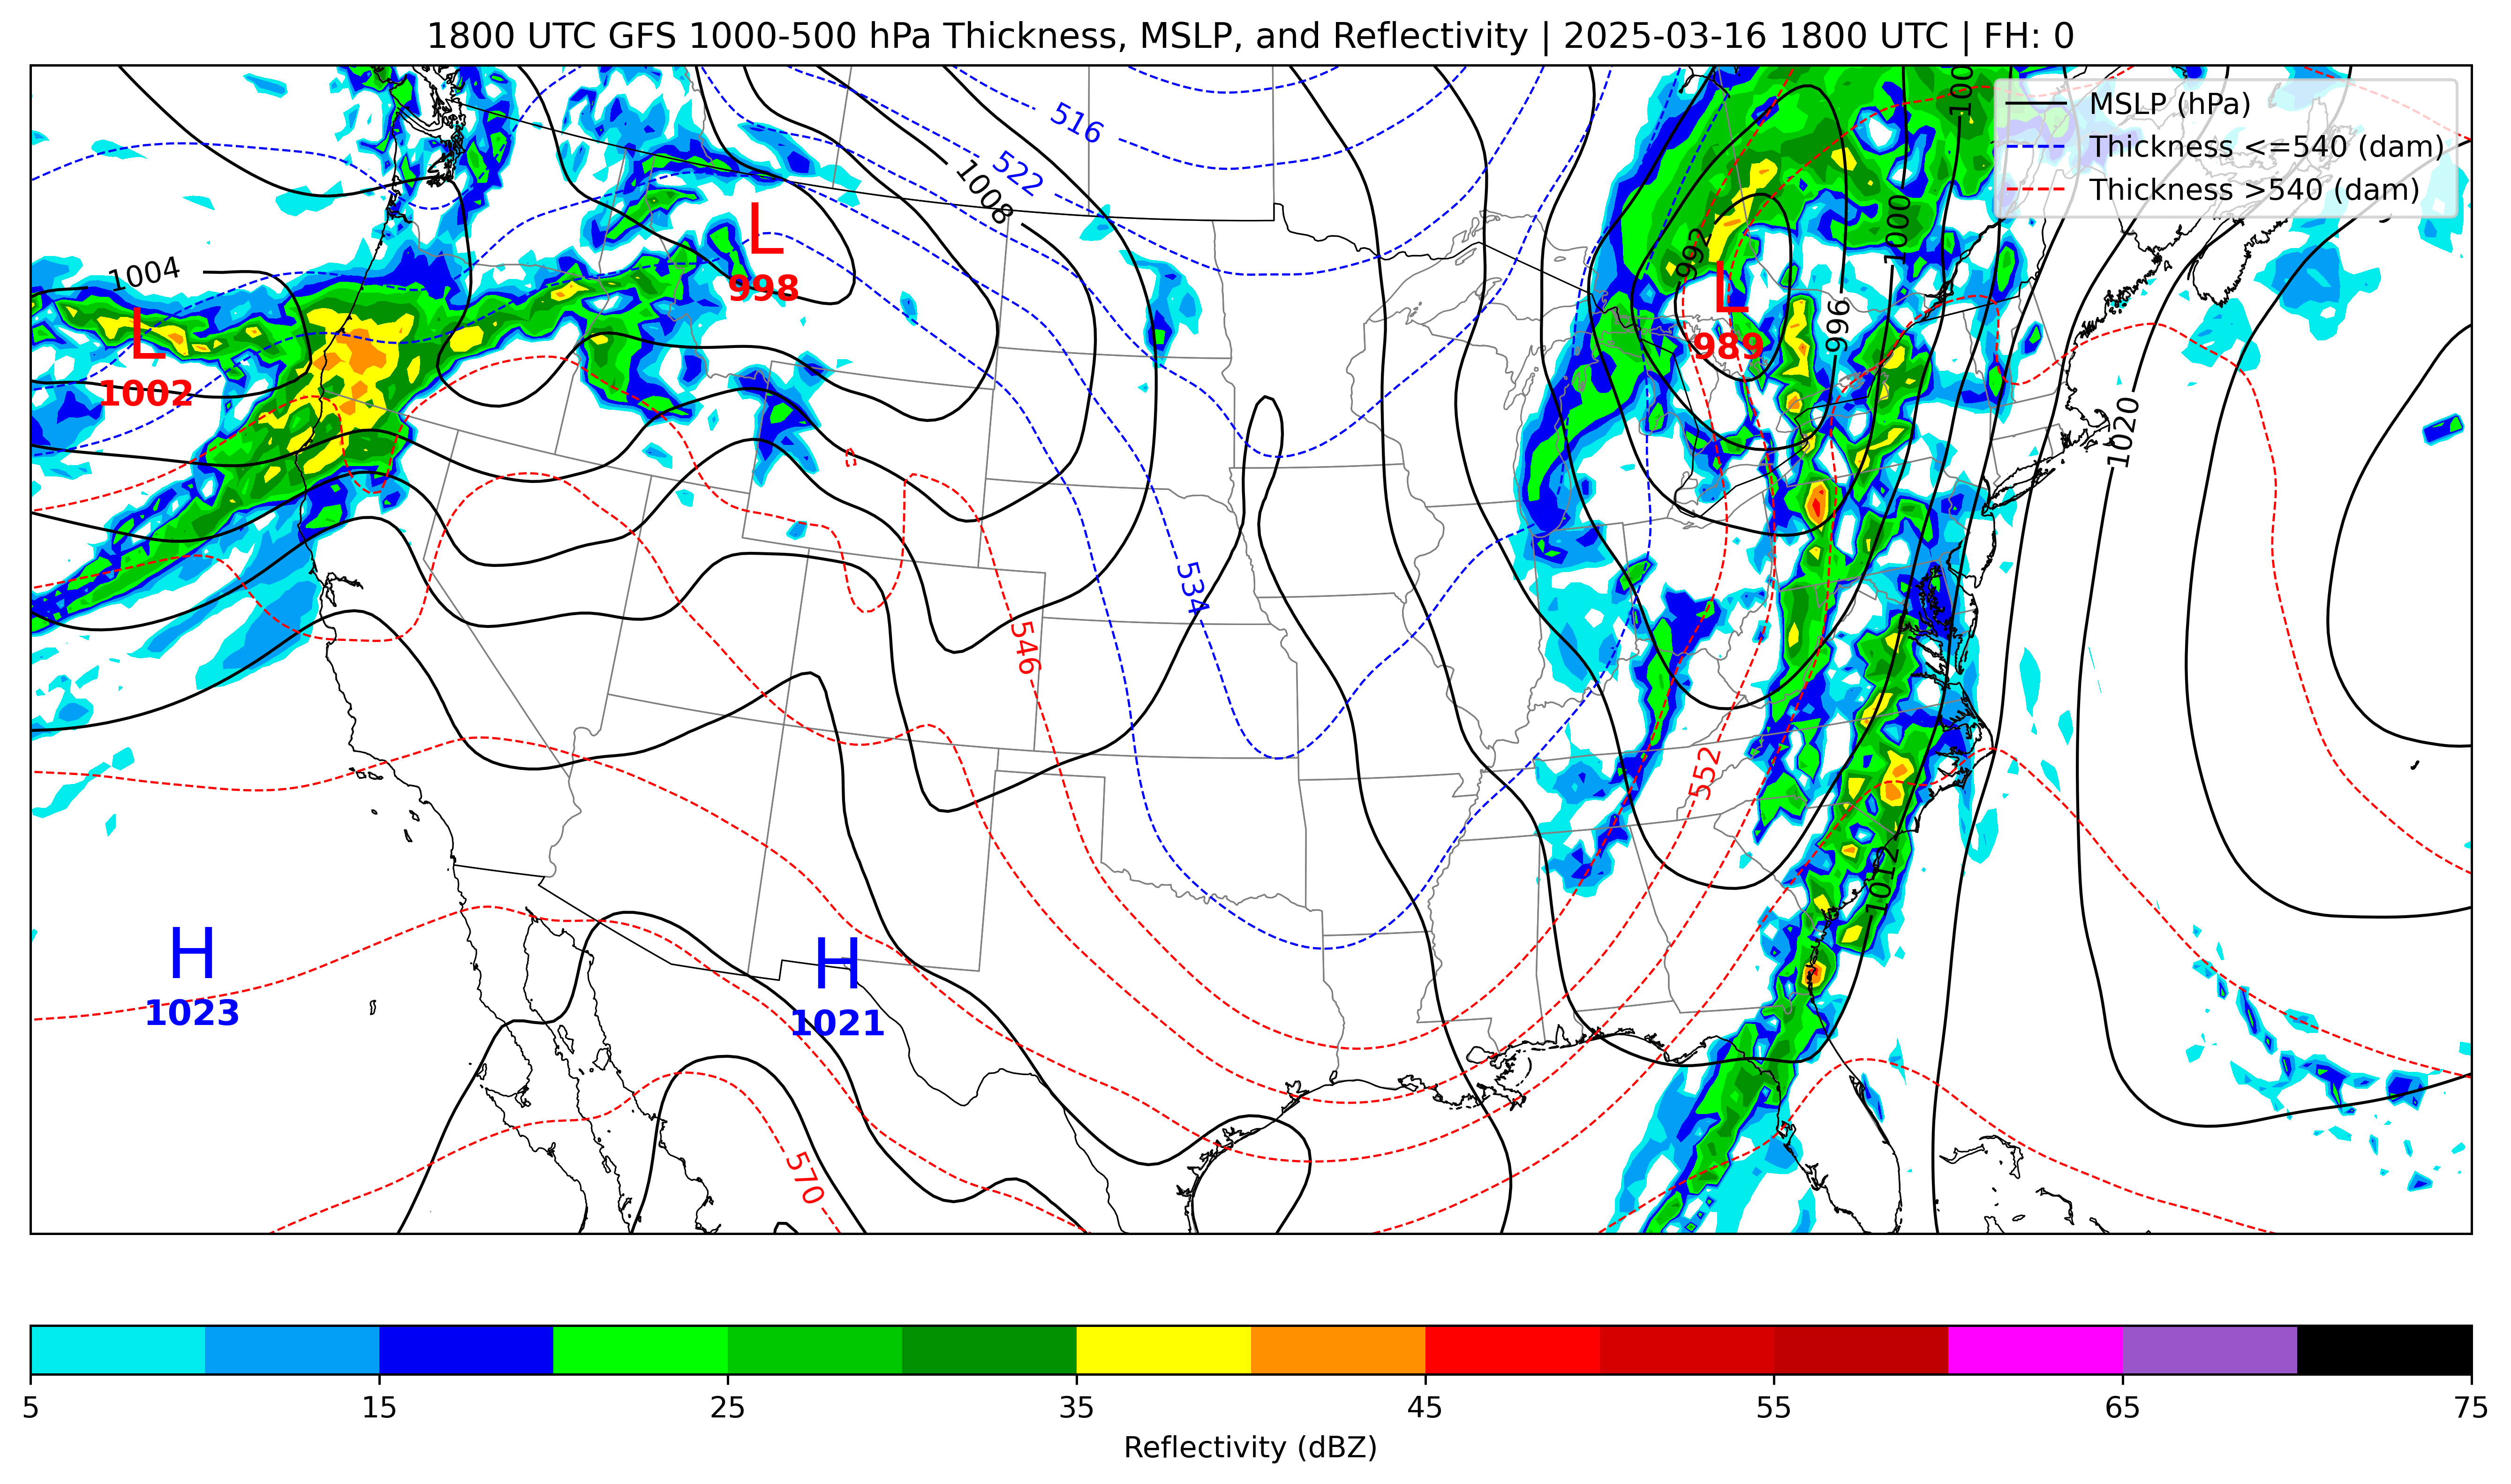 1800 UTC GFS 1000-500 hPa Thickness, MSLP, and Reflectivity | 2025-03-16 1800 UTC | FH: 0
MSLP (hPa)
Thickness <=540 (dam)
Thickness >540 (dam)
516
522
1008
100
1000
992
996
1004
L
998
L
989
L
1002
1020
534
546
552
1012
H
1023
H
1021
570
5 15 25 35 45 55 65 75
Reflectivity (dBZ)